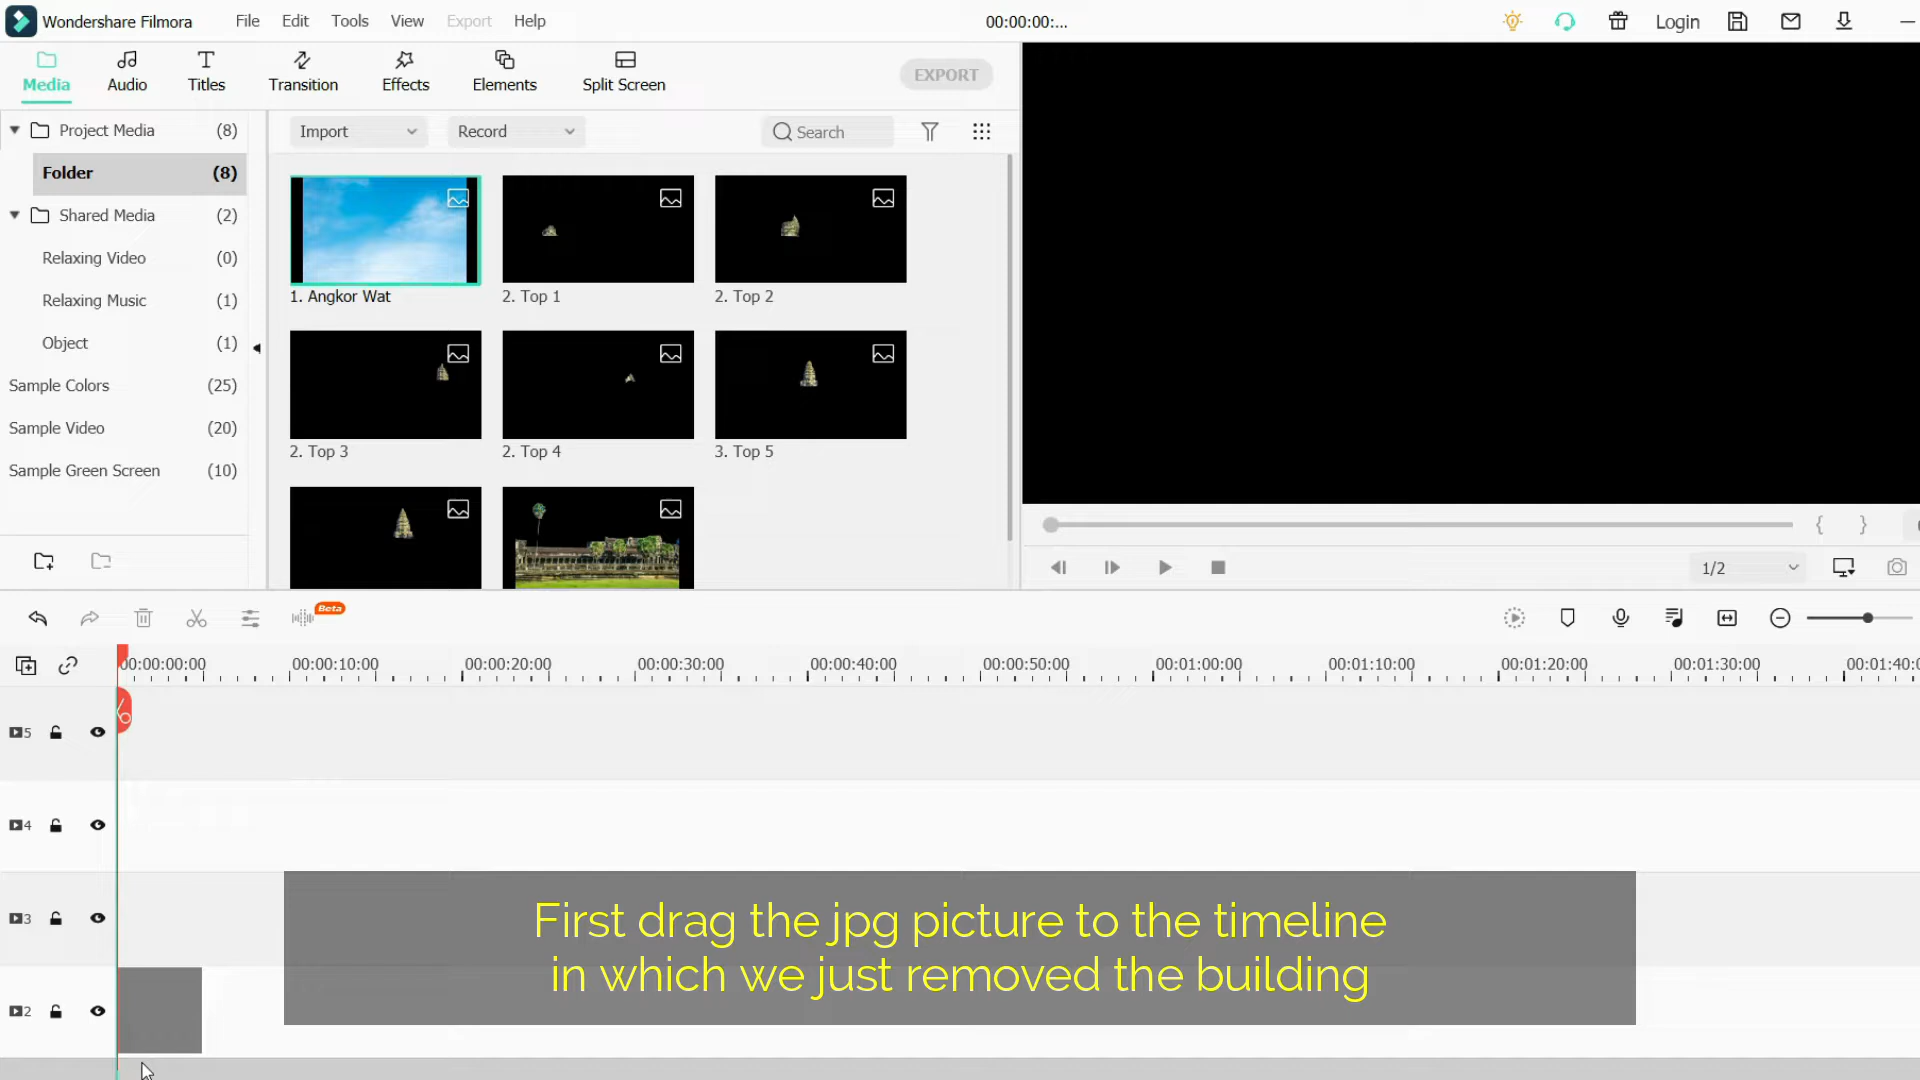 Wondershare Filmora
File
Edit
Tools
View
Export
Help
00:00:00:...
Login
Media
Audio
Titles
Transition
Effects
Elements
Split Screen
EXPORT
Project Media (8)
Folder (8)
Shared Media (2)
Relaxing Video (0)
Relaxing Music (1)
Object (1)
Sample Colors (25)
Sample Video (20)
Sample Green Screen (10)
Import
Record
Search
1. Angkor Wat
2. Top 1
2. Top 2
2. Top 3
2. Top 4
3. Top 5
1/2
Beta
00:00:00:00
00:00:10:00
00:00:20:00
00:00:30:00
00:00:40:00
00:00:50:00
00:01:00:00
00:01:10:00
00:01:20:00
00:01:30:00
00:01:40:0
5
4
3
2
First drag the jpg picture to the timeline
in which we just removed the building